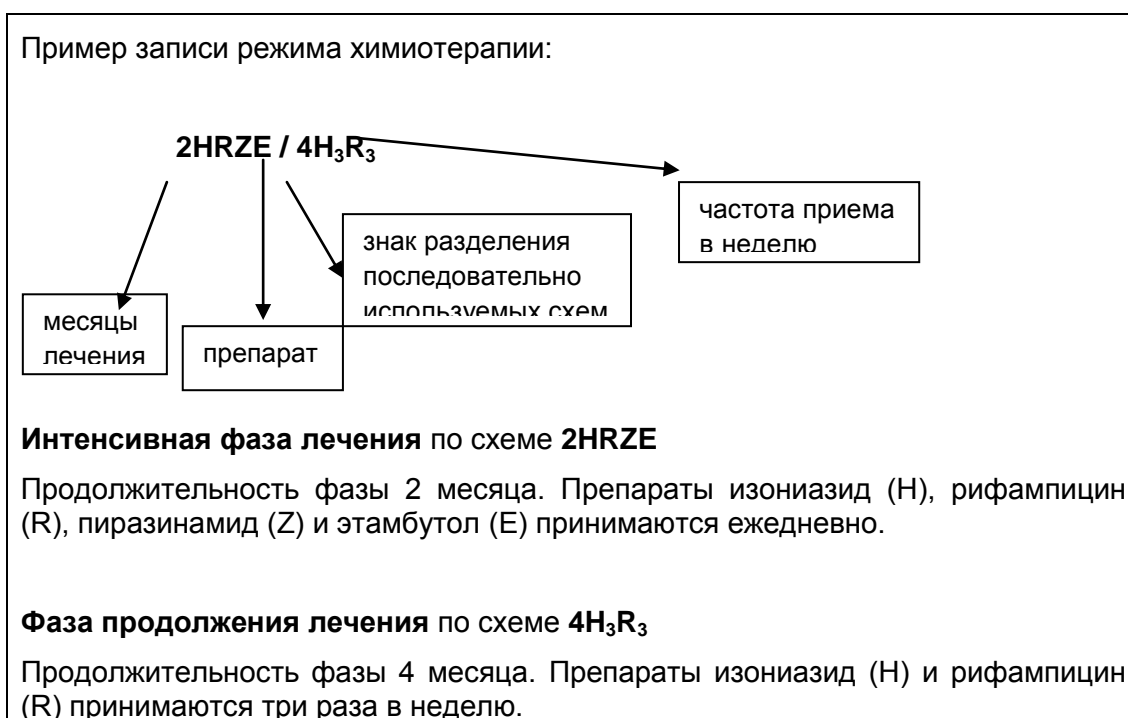 Пример записи режима химиотерапии:
2HRZE / 4H₃R₃
частота приема
в неделю
знак разделения
последовательно
используемых схем
месяцы
лечения
препарат
Интенсивная фаза лечения по схеме 2HRZE
Продолжительность фазы 2 месяца. Препараты изониазид (H), рифампицин
(R), пиразинамид (Z) и этамбутол (E) принимаются ежедневно.
Фаза продолжения лечения по схеме 4H₃R₃
Продолжительность фазы 4 месяца. Препараты изониазид (H) и рифампицин
(R) принимаются три раза в неделю.